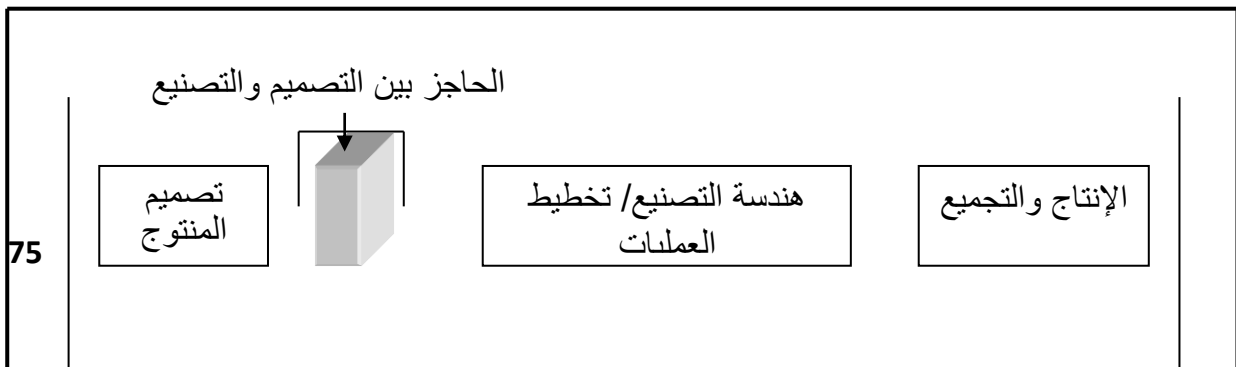 الحاجز بين التصميم والتصنيع
الإنتاج والتجميع
هندسة التصنيع/ تخطيط
العمليات
تصميم
المنتوج
75